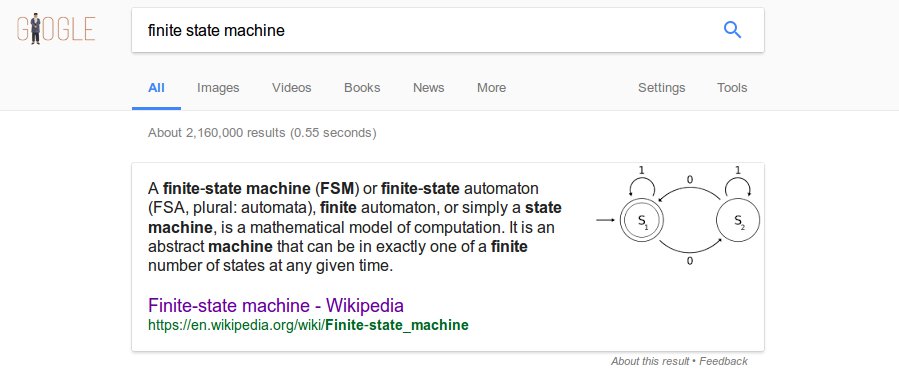 GOOGLE
finite state machine
All Images Videos Books News More Settings Tools
About 2,160,000 results (0.55 seconds)
A finite-state machine (FSM) or finite-state automaton
(FSA, plural: automata), finite automaton, or simply a state
machine, is a mathematical model of computation. It is an
abstract machine that can be in exactly one of a finite
number of states at any given time.
1 0 1
S1 S2
0
Finite-state machine - Wikipedia
https://en.wikipedia.org/wiki/Finite-state_machine
About this result • Feedback